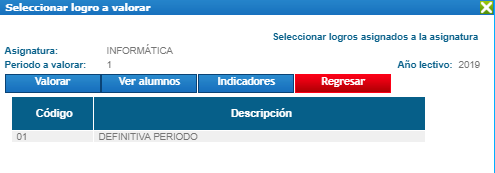 Seleccionar logro a valorar
Seleccionar logros asignados a la asignatura
Asignatura: INFORMÁTICA
Periodo a valorar: 1 Año lectivo: 2019
Valorar Ver alumnos Indicadores Regresar
Código Descripción
01 DEFINITIVA PERIODO